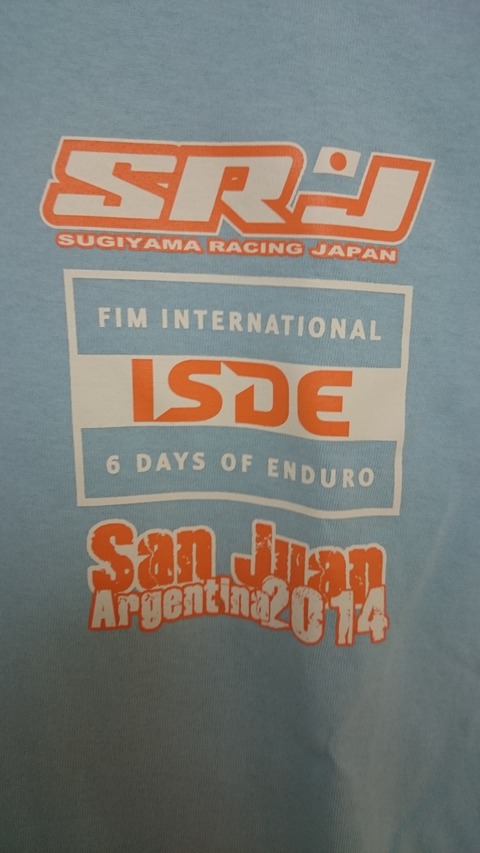 SRJ
SUGIYAMA RACING JAPAN
FIM INTERNATIONAL
ISDE
6 DAYS OF ENDURO
San Juan
Argentina2014